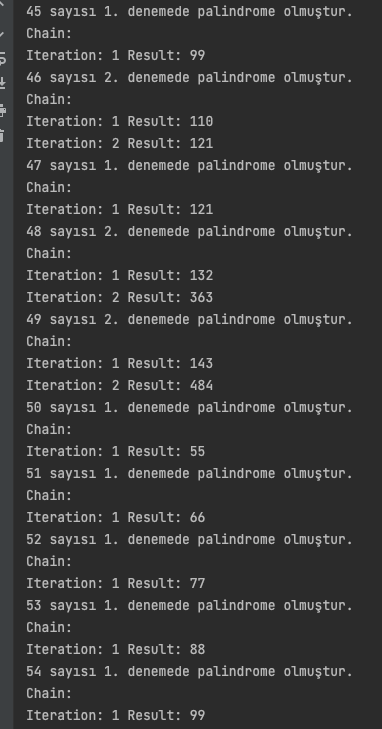 45 sayısı 1. denemede palindrome olmuştur.
Chain:
Iteration: 1 Result: 99
46 sayısı 2. denemede palindrome olmuştur.
Chain:
Iteration: 1 Result: 110
Iteration: 2 Result: 121
47 sayısı 1. denemede palindrome olmuştur.
Chain:
Iteration: 1 Result: 121
48 sayısı 2. denemede palindrome olmuştur.
Chain:
Iteration: 1 Result: 132
Iteration: 2 Result: 363
49 sayısı 2. denemede palindrome olmuştur.
Chain:
Iteration: 1 Result: 143
Iteration: 2 Result: 484
50 sayısı 1. denemede palindrome olmuştur.
Chain:
Iteration: 1 Result: 55
51 sayısı 1. denemede palindrome olmuştur.
Chain:
Iteration: 1 Result: 66
52 sayısı 1. denemede palindrome olmuştur.
Chain:
Iteration: 1 Result: 77
53 sayısı 1. denemede palindrome olmuştur.
Chain:
Iteration: 1 Result: 88
54 sayısı 1. denemede palindrome olmuştur.
Chain:
Iteration: 1 Result: 99